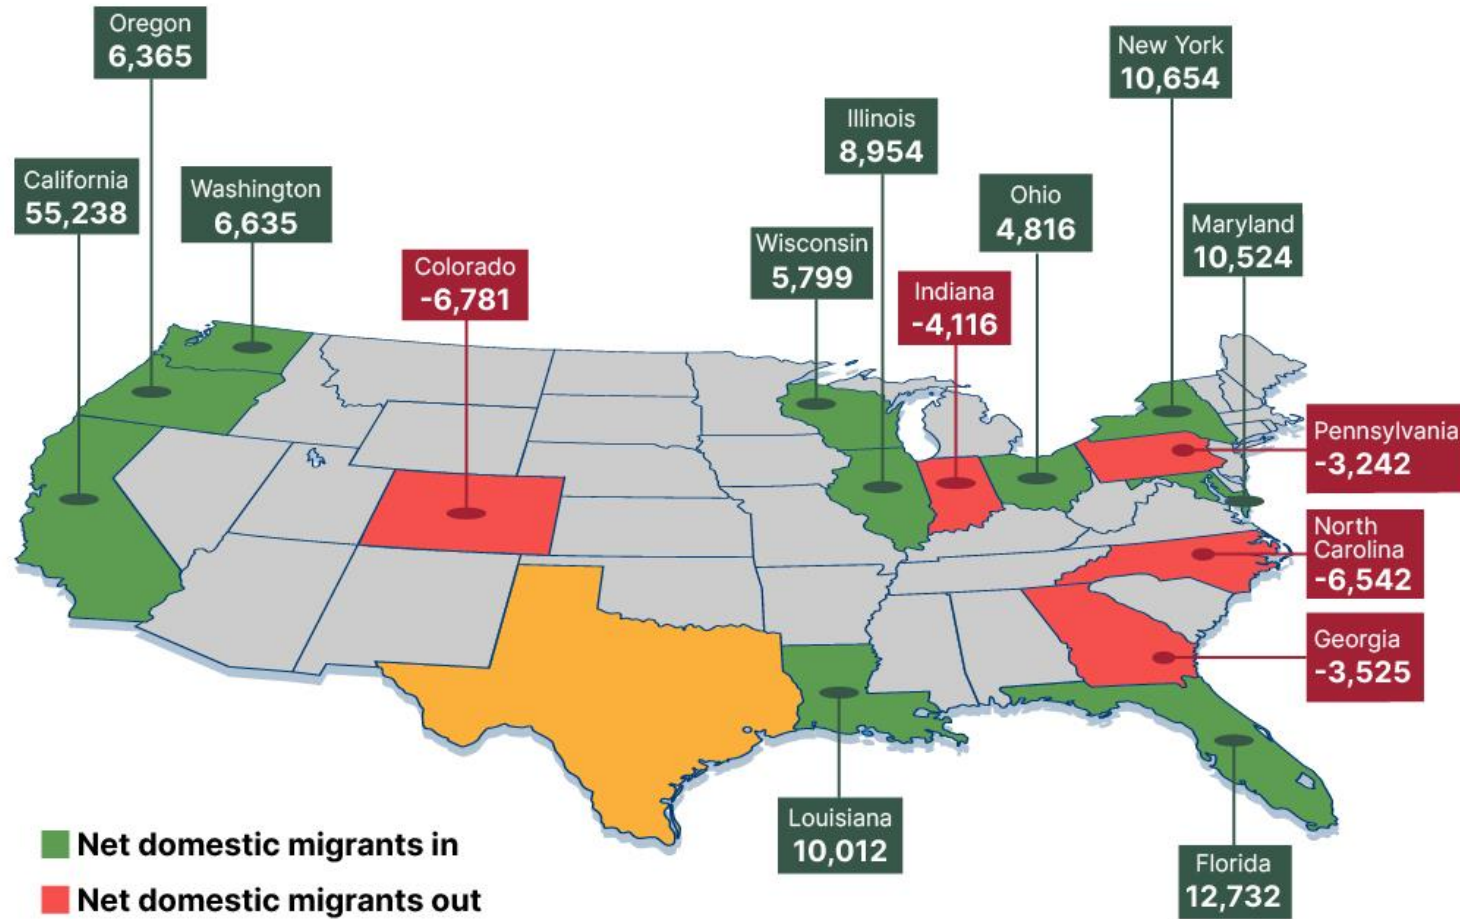 Oregon
6,365
New York
10,654
Illinois
8,954
California
55,238
Washington
6,635
Ohio
4,816
Maryland
10,524
Wisconsin
5,799
Colorado
-6,781
Indiana
-4,116
Pennsylvania
-3,242
North
Carolina
-6,542
Georgia
-3,525
Louisiana
10,012
Florida
12,732
Net domestic migrants in
Net domestic migrants out